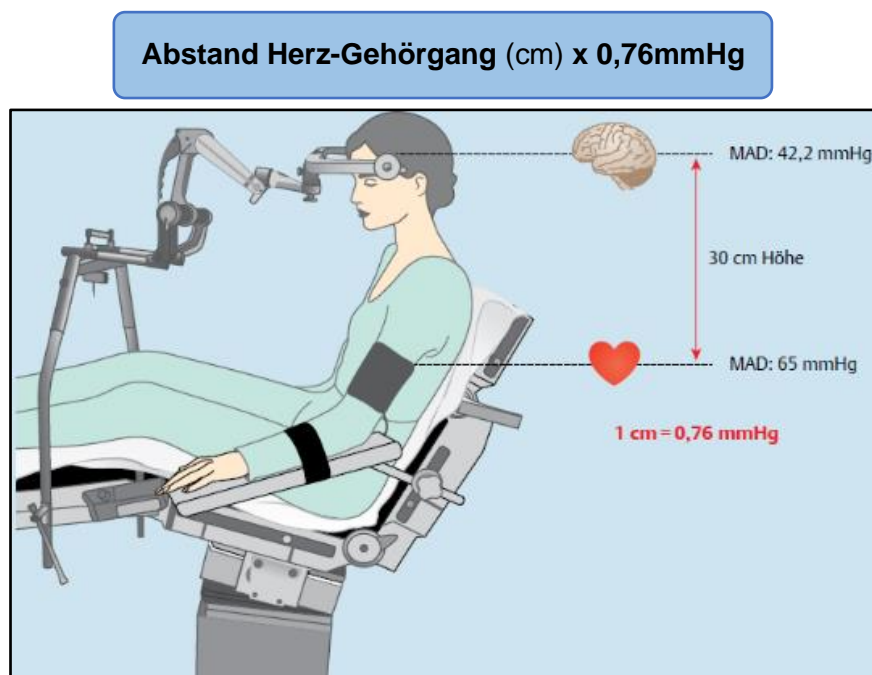 Abstand Herz-Gehörgang (cm) x 0,76mmHg
MAD: 42,2 mmHg
30 cm Höhe
MAD: 65 mmHg
1 cm = 0,76 mmHg